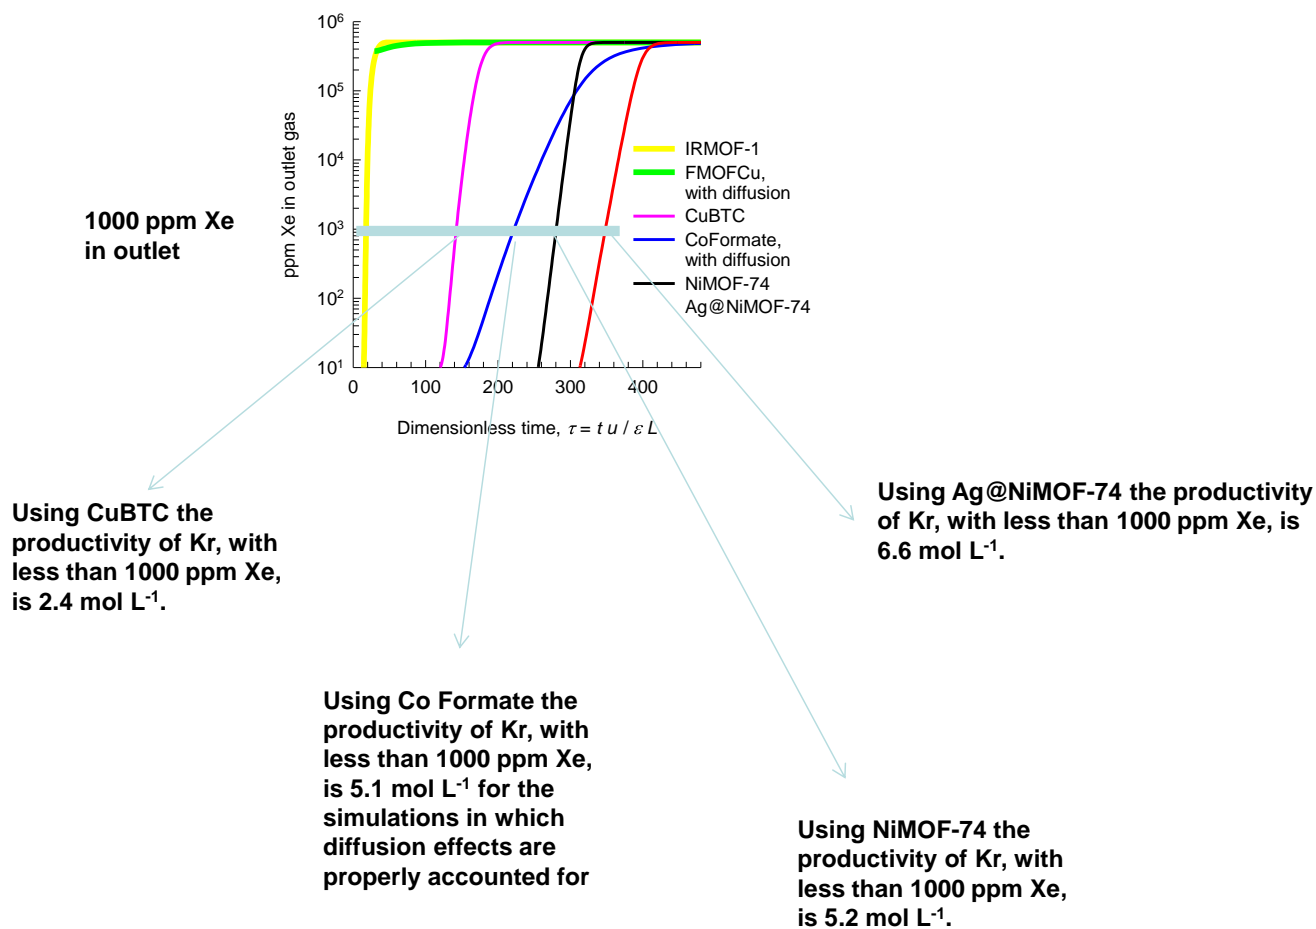 10⁶
10⁵
10⁴
10³
10²
10¹
ppm Xe in outlet gas
0 100 200 300 400
Dimensionless time, τ = t u / ε L
IRMOF-1
FMOFCu,
with diffusion
CuBTC
CoFormate,
with diffusion
NiMOF-74
Ag@NiMOF-74
1000 ppm Xe
in outlet
Using CuBTC the
productivity of Kr, with
less than 1000 ppm Xe,
is 2.4 mol L⁻¹.
Using Ag@NiMOF-74 the productivity
of Kr, with less than 1000 ppm Xe, is
6.6 mol L⁻¹.
Using Co Formate the
productivity of Kr, with
less than 1000 ppm Xe,
is 5.1 mol L⁻¹ for the
simulations in which
diffusion effects are
properly accounted for
Using NiMOF-74 the
productivity of Kr, with
less than 1000 ppm Xe,
is 5.2 mol L⁻¹.